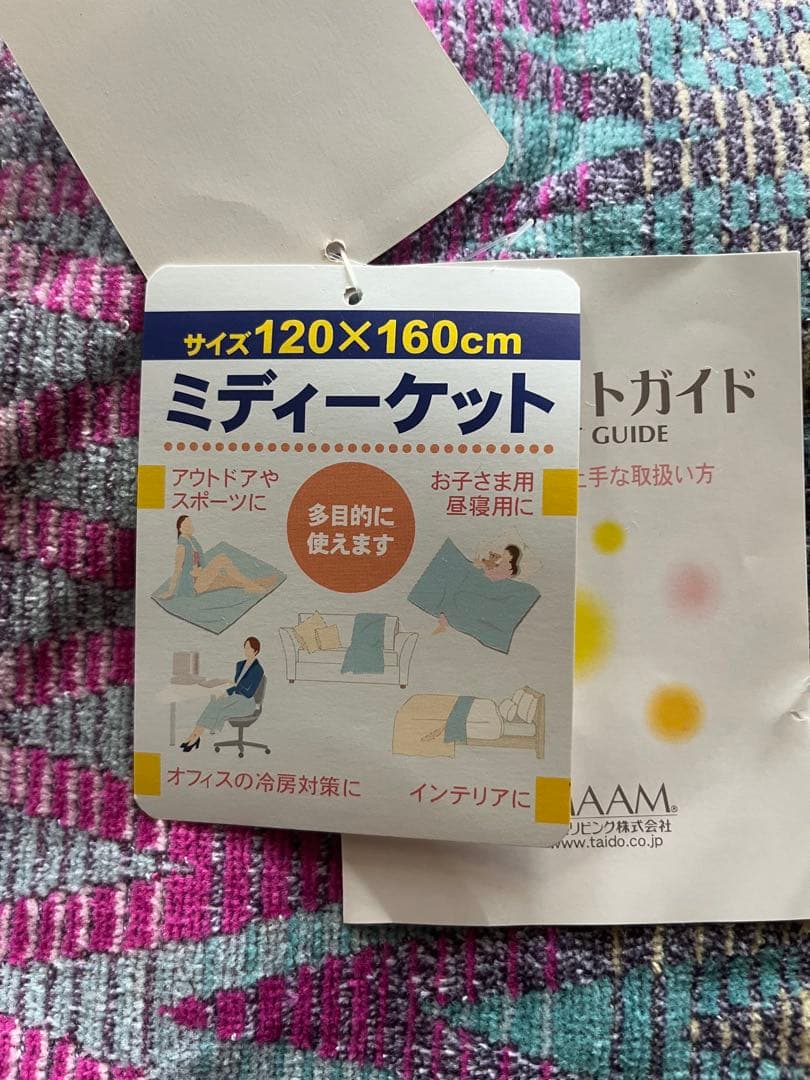 サイズ120×160cm
ミディーケット
アウトドアや
スポーツに
多目的に
使えます
お子さま用
昼寝用に
オフィスの冷房対策に
インテリアに
トガイド
GUIDE
上手な取扱い方
MAAM®
リビング株式会社
www.taido.co.jp